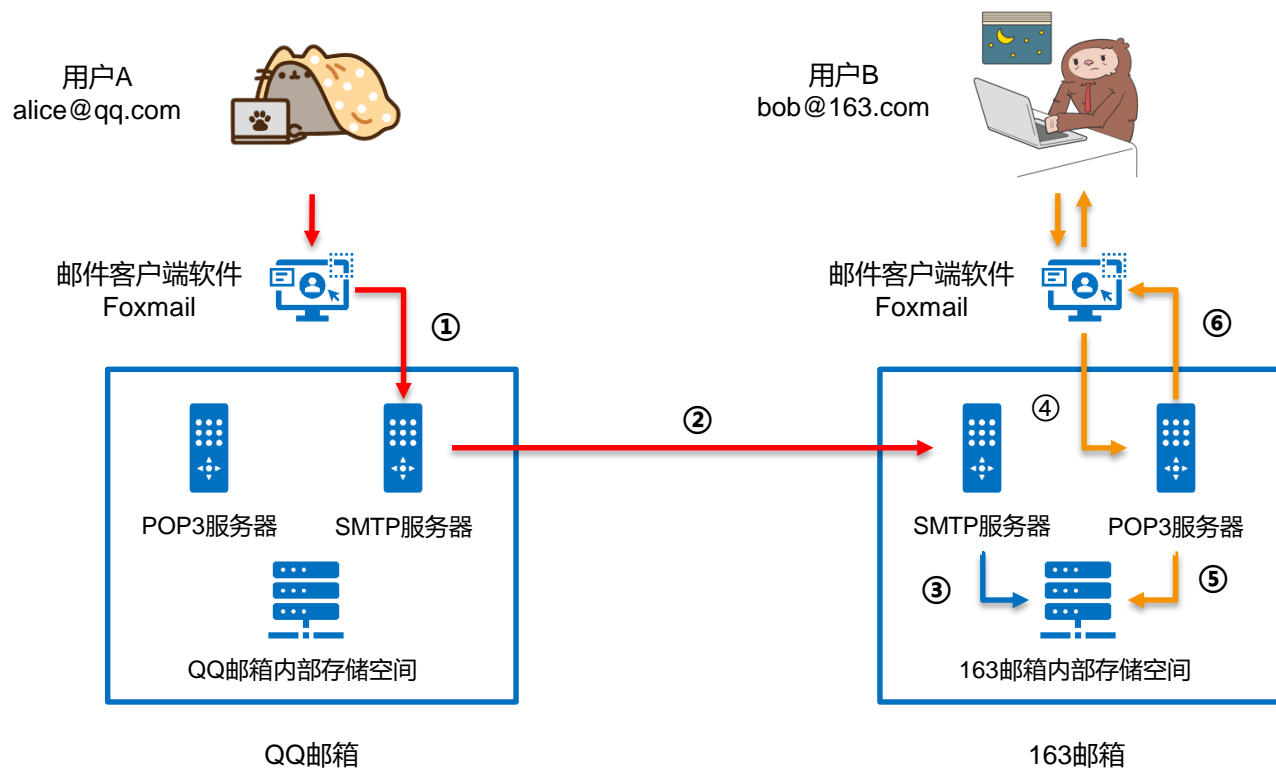 用户A
alice@qq.com
用户B
bob@163.com
邮件客户端软件
Foxmail
邮件客户端软件
Foxmail
①
⑥
②
④
POP3服务器
SMTP服务器
SMTP服务器
POP3服务器
③
⑤
QQ邮箱内部存储空间
163邮箱内部存储空间
QQ邮箱
163邮箱